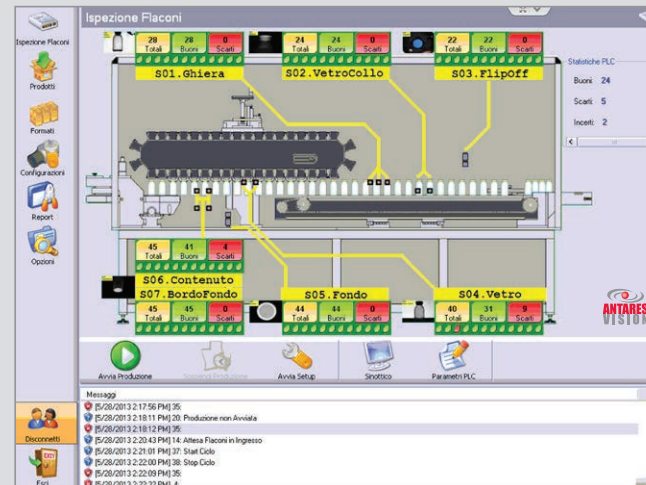 Ispezione Flaconi
Ispezione Flaconi
Prodotti
Formati
Configurazioni
Report
Opzioni
Disconnetti
Esci
28 28 0
Totali Buoni Scarti
S01.Ghiera
24 24 0
Totali Buoni Scarti
S02.VetroCollo
22 22 0
Totali Buoni Scarti
S03.FlipOff
Statistiche PLC
Buoni 24
Scarti 5
Incerti 2
45 41 4
Totali Buoni Scarti
S06.Contenuto
S07.BordoFondo
45 45 0
Totali Buoni Scarti
S05.Fondo
44 44 0
Totali Buoni Scarti
S04.Vetro
40 31 9
Totali Buoni Scarti
ANTARES
VISION
Avvia Produzione
Sospendi Produzione
Avvia Setup
Sinottico
Parametri PLC
Messaggi
[5/28/2013 2:17:56 PM] 35:
[5/28/2013 2:18:11 PM] 20: Produzione non Avviata
[5/28/2013 2:18:12 PM] 35:
[5/28/2013 2:20:43 PM] 14: Attesa Flaconi in Ingresso
[5/28/2013 2:21:01 PM] 37: Start Ciclo
[5/28/2013 2:22:00 PM] 38: Stop Ciclo
[5/28/2013 2:22:09 PM] 35: